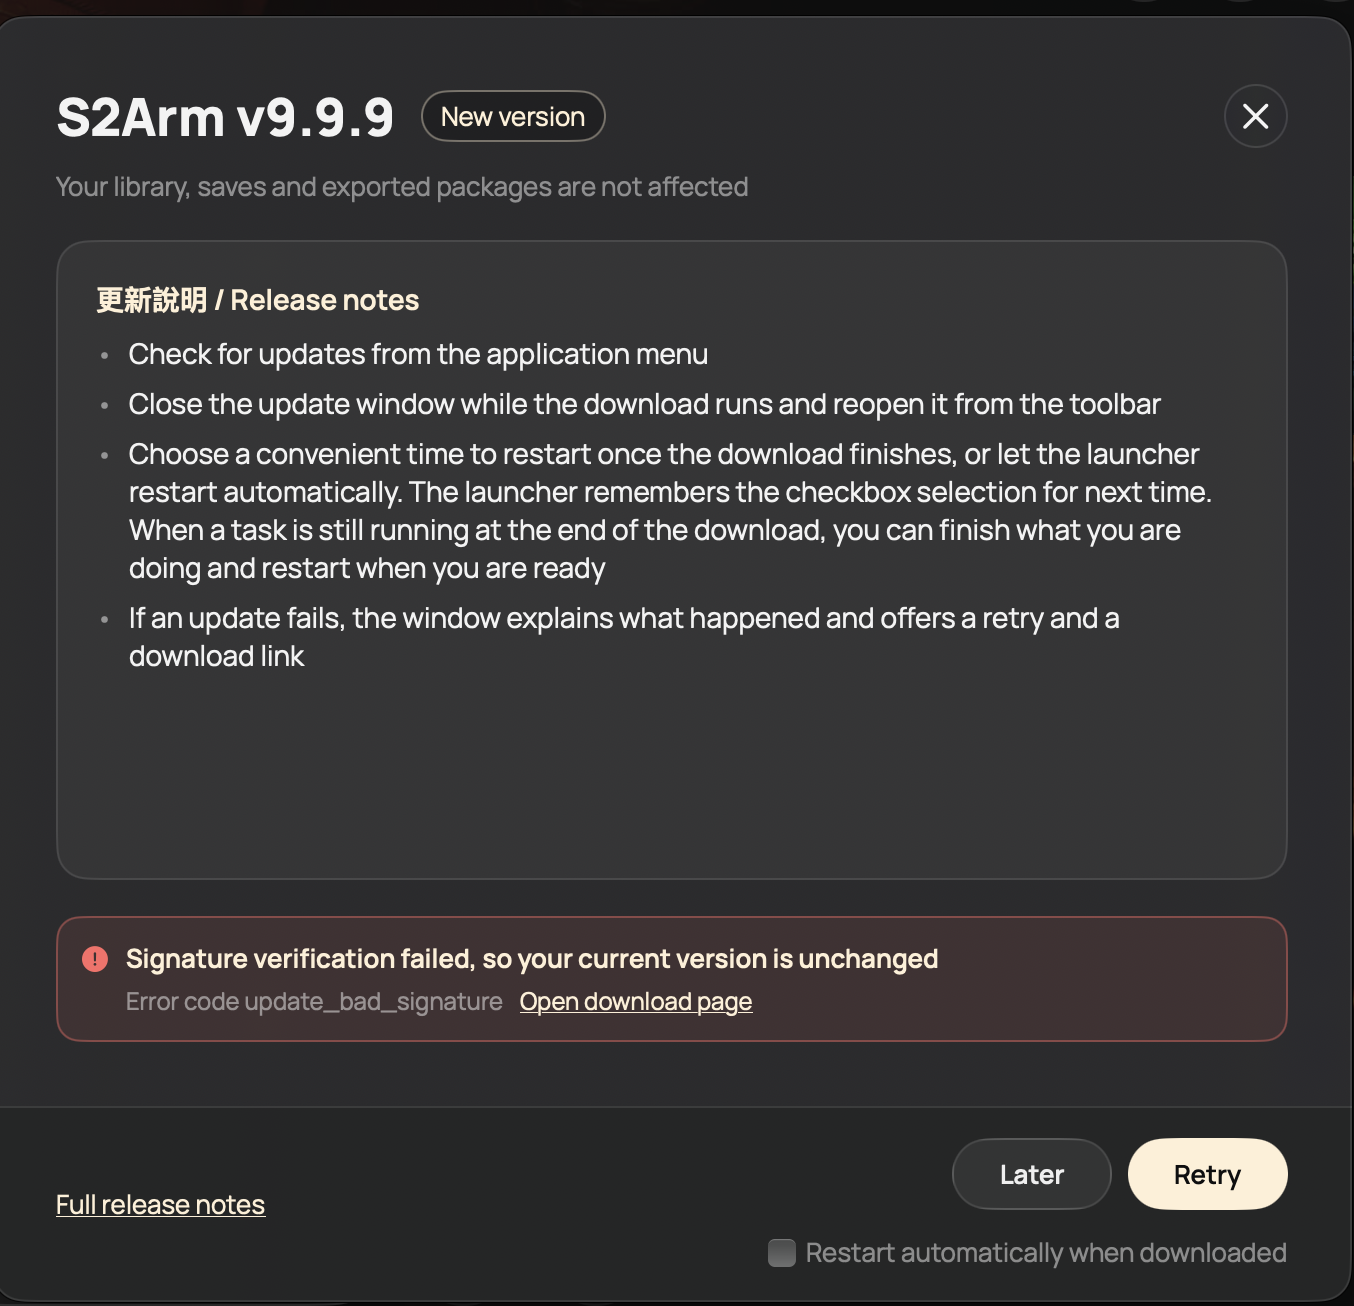 S2Arm v9.9.9
New version
Your library, saves and exported packages are not affected
更新說明 / Release notes
• Check for updates from the application menu
• Close the update window while the download runs and reopen it from the toolbar
• Choose a convenient time to restart once the download finishes, or let the launcher
restart automatically. The launcher remembers the checkbox selection for next time.
When a task is still running at the end of the download, you can finish what you are
doing and restart when you are ready
• If an update fails, the window explains what happened and offers a retry and a
download link
Signature verification failed, so your current version is unchanged
Error code update_bad_signature Open download page
Later
Retry
Full release notes
Restart automatically when downloaded